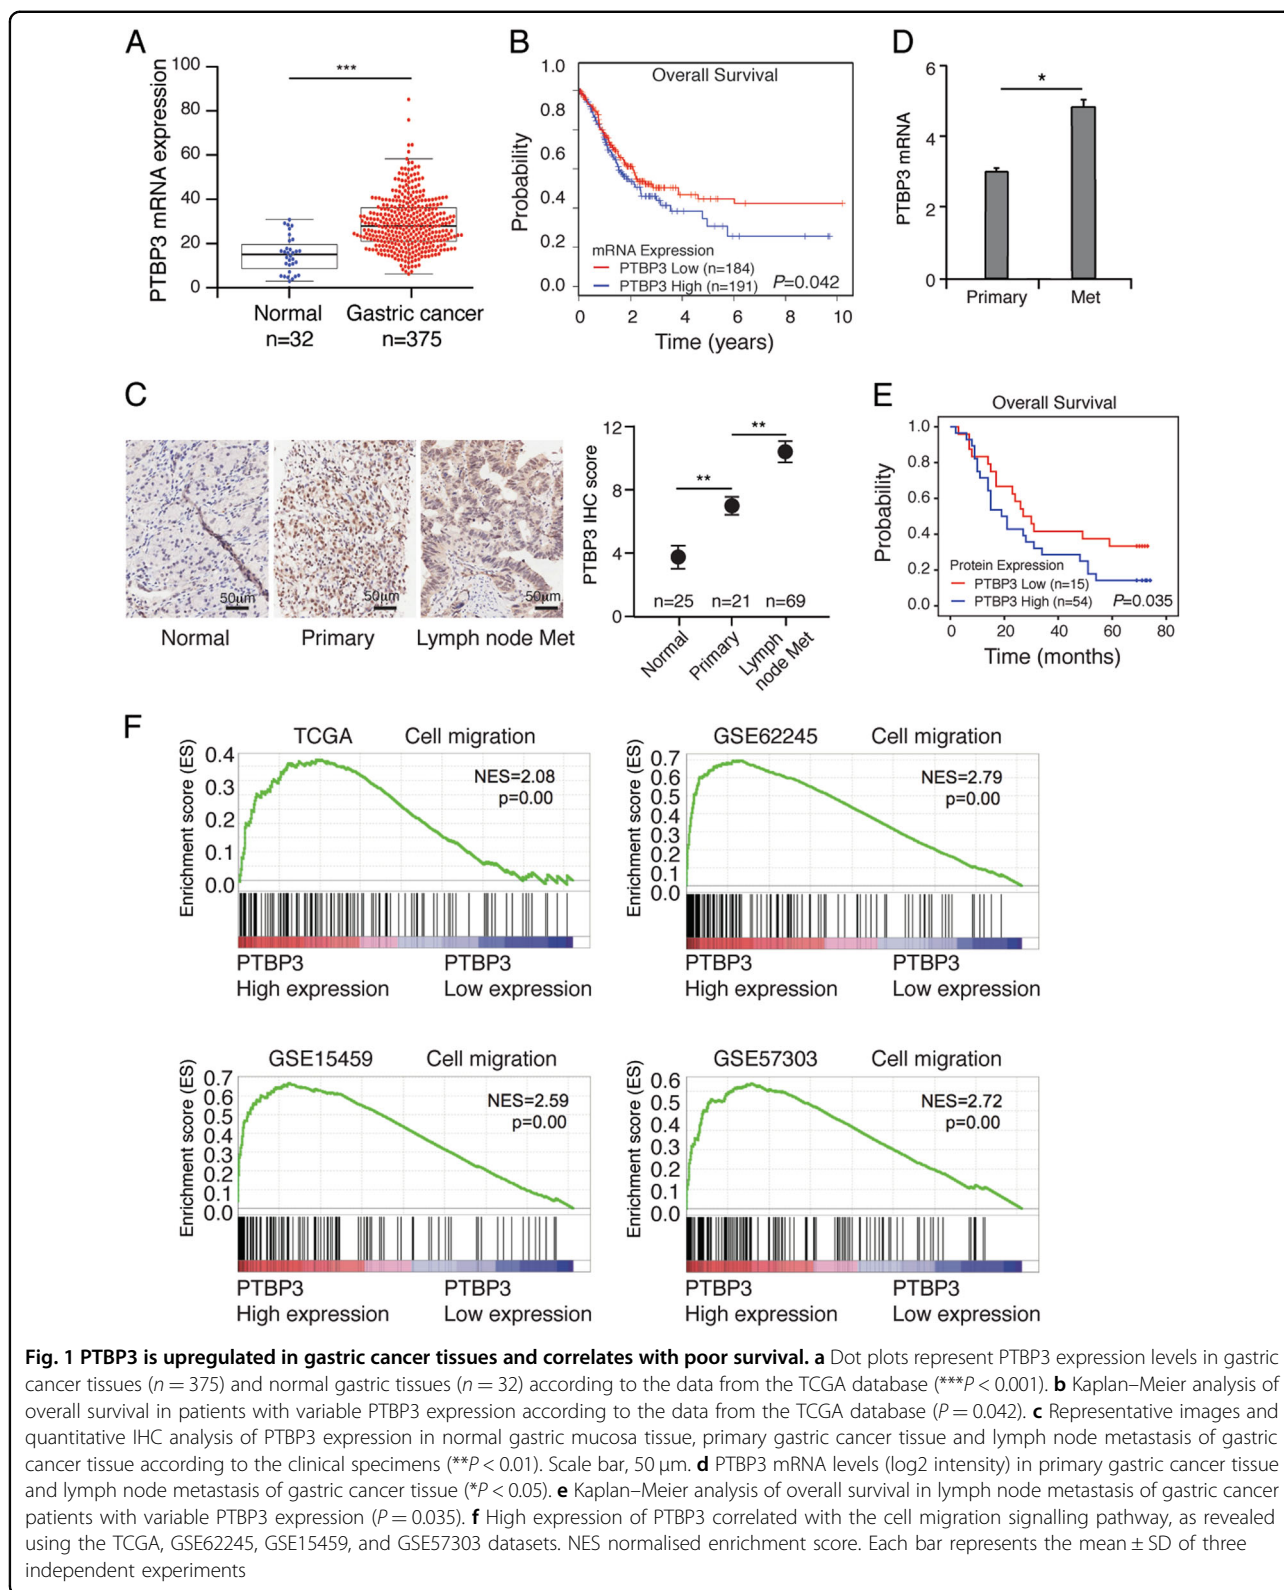 A
PTBP3 mRNA expression
100
80
60
40
20
0
***
Normal
n=32
Gastric cancer
n=375
B
Overall Survival
Probability
1.0
0.8
0.6
0.4
0.2
0.0
mRNA Expression
PTBP3 Low (n=184)
PTBP3 High (n=191)
P=0.042
0 2 4 6 8 10
Time (years)
D
PTBP3 mRNA
6
4
2
0
*
Primary Met
C
50μm
50μm
50μm
Normal
Primary
Lymph node Met
PTBP3 IHC score
12
8
4
0
**
**
n=25 n=21 n=69
Normal
Primary
Lymph
node Met
E
Overall Survival
Probability
1.0
0.8
0.6
0.4
0.2
0.0
Protein Expression
PTBP3 Low (n=15)
PTBP3 High (n=54)
P=0.035
0 20 40 60 80
Time (months)
F
TCGA Cell migration
Enrichment score (ES)
0.4
0.3
0.2
0.1
0.0
NES=2.08
p=0.00
PTBP3
High expression
PTBP3
Low expression
GSE62245 Cell migration
Enrichment score (ES)
0.7
0.6
0.5
0.4
0.3
0.2
0.1
0.0
NES=2.79
p=0.00
PTBP3
High expression
PTBP3
Low expression
GSE15459 Cell migration
Enrichment score (ES)
0.7
0.6
0.5
0.4
0.3
0.2
0.1
0.0
NES=2.59
p=0.00
PTBP3
High expression
PTBP3
Low expression
GSE57303 Cell migration
Enrichment score (ES)
0.6
0.5
0.4
0.3
0.2
0.1
0.0
NES=2.72
p=0.00
PTBP3
High expression
PTBP3
Low expression
Fig. 1 PTBP3 is upregulated in gastric cancer tissues and correlates with poor survival. a Dot plots represent PTBP3 expression levels in gastric
cancer tissues (n = 375) and normal gastric tissues (n = 32) according to the data from the TCGA database (***P < 0.001). b Kaplan–Meier analysis of
overall survival in patients with variable PTBP3 expression according to the data from the TCGA database (P = 0.042). c Representative images and
quantitative IHC analysis of PTBP3 expression in normal gastric mucosa tissue, primary gastric cancer tissue and lymph node metastasis of gastric
cancer tissue according to the clinical specimens (**P < 0.01). Scale bar, 50 μm. d PTBP3 mRNA levels (log2 intensity) in primary gastric cancer tissue
and lymph node metastasis of gastric cancer tissue (*P < 0.05). e Kaplan–Meier analysis of overall survival in lymph node metastasis of gastric cancer
patients with variable PTBP3 expression (P = 0.035). f High expression of PTBP3 correlated with the cell migration signalling pathway, as revealed
using the TCGA, GSE62245, GSE15459, and GSE57303 datasets. NES normalised enrichment score. Each bar represents the mean ± SD of three
independent experiments